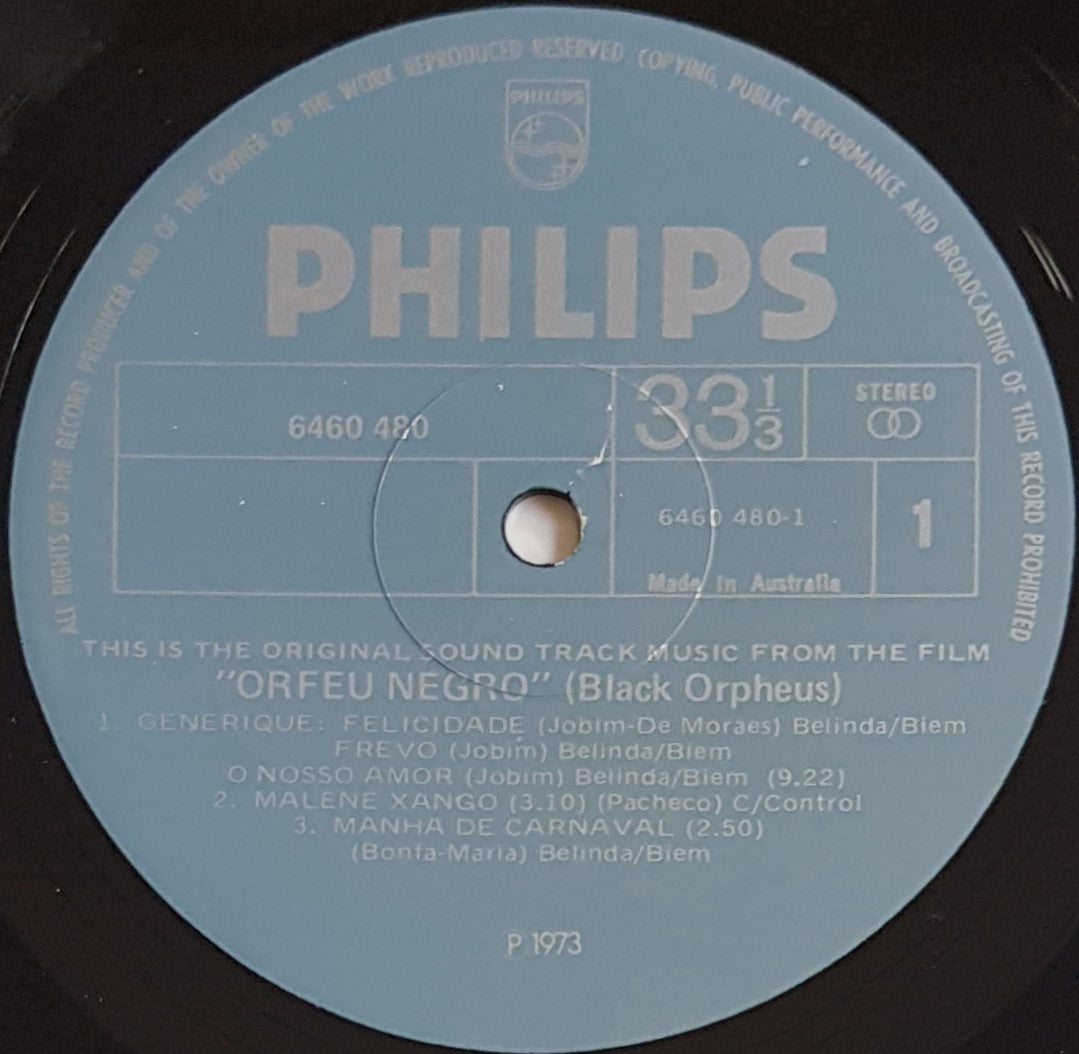 ALL RIGHTS OF THE RECORD PRODUCER AND OF THE OWNER OF THE WORK REPRODUCED RESERVED. COPYING, PUBLIC PERFORMANCE AND BROADCASTING OF THIS RECORD PROHIBITED
PHILIPS
PHILIPS
6460 480
33 1/3
STEREO
6460 480-1
1
Made in Australia
THIS IS THE ORIGINAL SOUND TRACK MUSIC FROM THE FILM
"ORFEU NEGRO" (Black Orpheus)
1. GENERIQUE: FELICIDADE (Jobim-De Moraes) Belinda/Biem
FREVO (Jobim) Belinda/Biem
O NOSSO AMOR (Jobim) Belinda/Biem (9.22)
2. MALENE XANGO (3.10) (Pacheco) C/Control
3. MANHA DE CARNAVAL (2.50)
(Bonfa-Maria) Belinda/Biem
P 1973